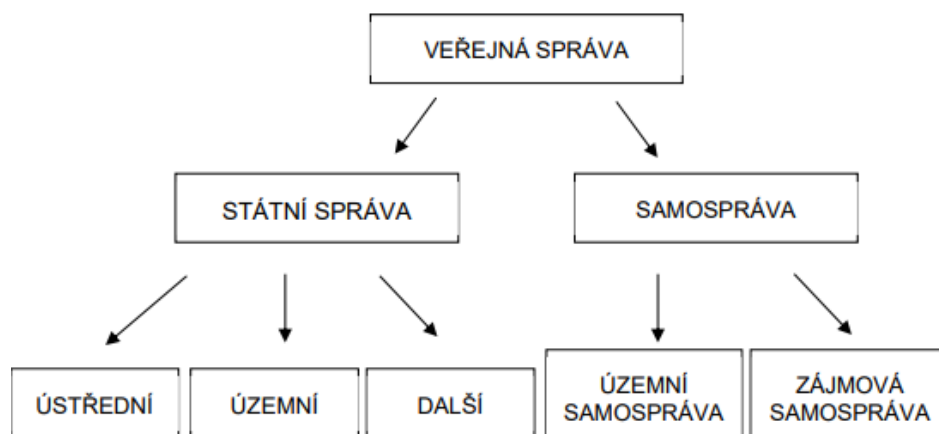 VEŘEJNÁ SPRÁVA
STÁTNÍ SPRÁVA
SAMOSPRÁVA
ÚSTŘEDNÍ
ÚZEMNÍ
DALŠÍ
ÚZEMNÍ
SAMOSPRÁVA
ZÁJMOVÁ
SAMOSPRÁVA